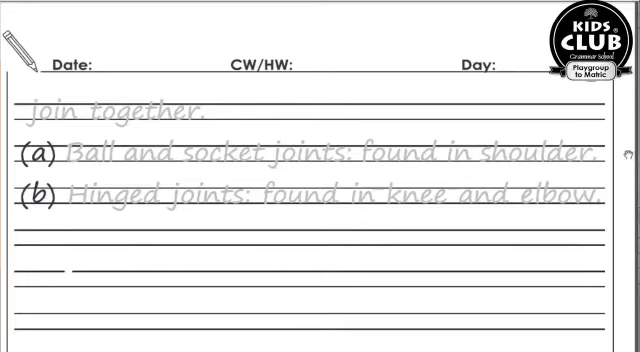 KIDS
CLUB
Grammar School
Playgroup
to Matric
Date: CW/HW: Day:
join together.
(a) Ball and socket joints: found in shoulder.
(b) Hinged joints: found in knee and elbow.